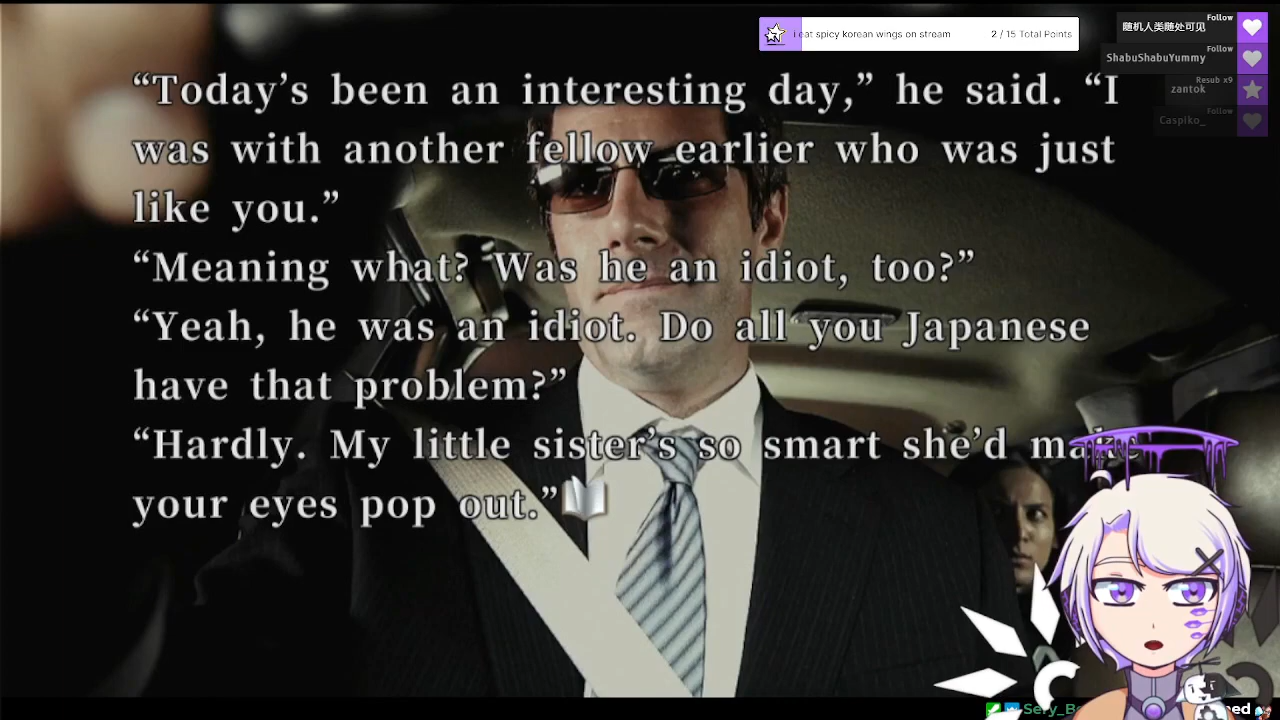 i eat spicy korean wings on stream
2 / 15 Total Points
Follow
随机人类随处可见
Follow
ShabuShabuYummy
Resub x9
zantok
Follow
Caspiko_
“Today’s been an interesting day,” he said. “I
was with another fellow earlier who was just
like you.”
“Meaning what? Was he an idiot, too?”
“Yeah, he was an idiot. Do all you Japanese
have that problem?”
“Hardly. My little sister’s so smart she’d make
your eyes pop out.”